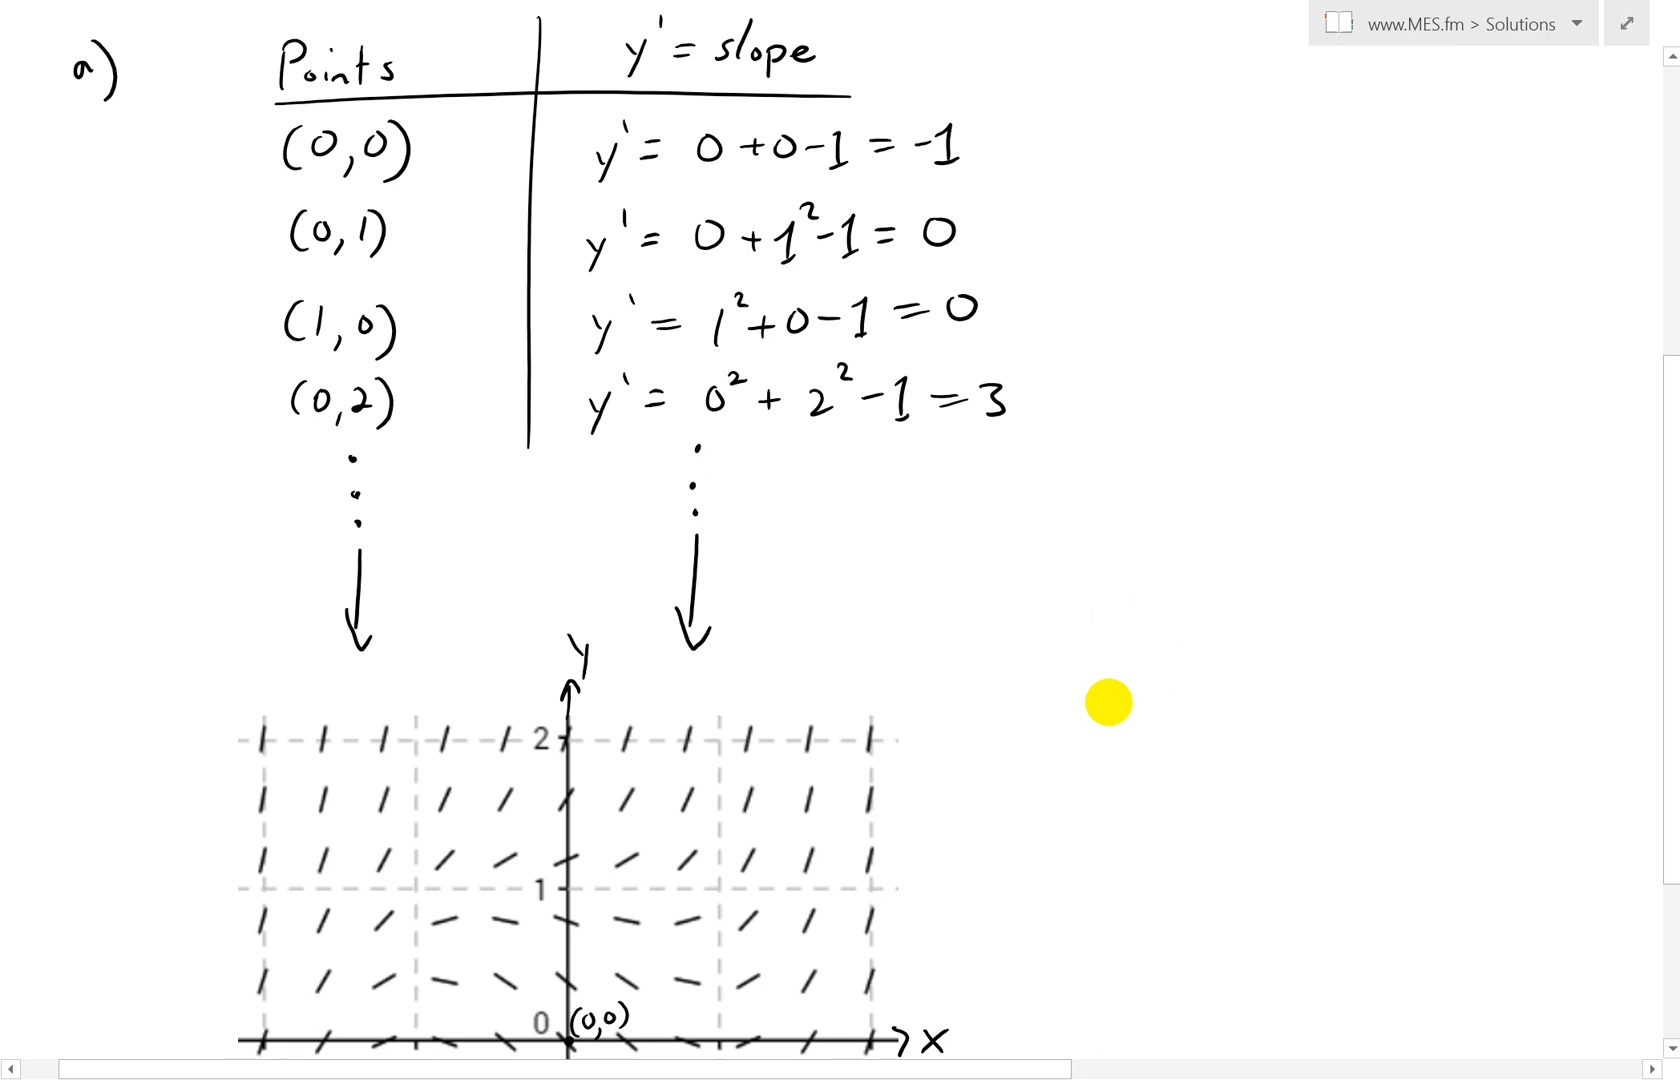 www.MES.fm > Solutions
a)
Points y' = slope
(0,0) y' = 0+0-1 = -1
(0,1) y' = 0+1²-1 = 0
(1,0) y' = 1²+0-1 = 0
(0,2) y' = 0²+2²-1 = 3
y
2
1
0 (0,0)
x